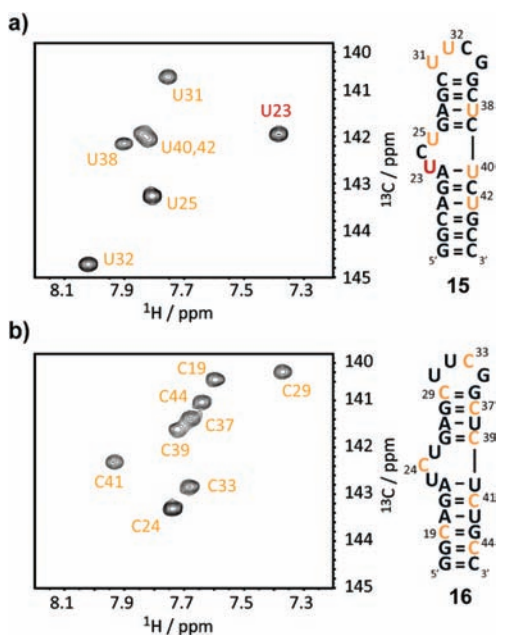 a)
140
141
142
143
144
145
13C / ppm
8.1 7.9 7.7 7.5 7.3
1H / ppm
U31
U23
U38
U40,42
U25
U32
32
U C
31 U G
C = G
G = C
A – U 38
G = C
25 U
C
23 U
A – U 40
G = C
A – U 42
C = G
G = C
G = C
5' 3'
15
b)
140
141
142
143
144
145
13C / ppm
8.1 7.9 7.7 7.5 7.3
1H / ppm
C19
C29
C44
C37
C39
C41
C33
C24
33
U C
U G
29 C = G
G = C 37
A – U
G = C 39
U
24 C
U
A – U
G = C 41
A – U
19 C = G
G = C 44
G = C
5' 3'
16